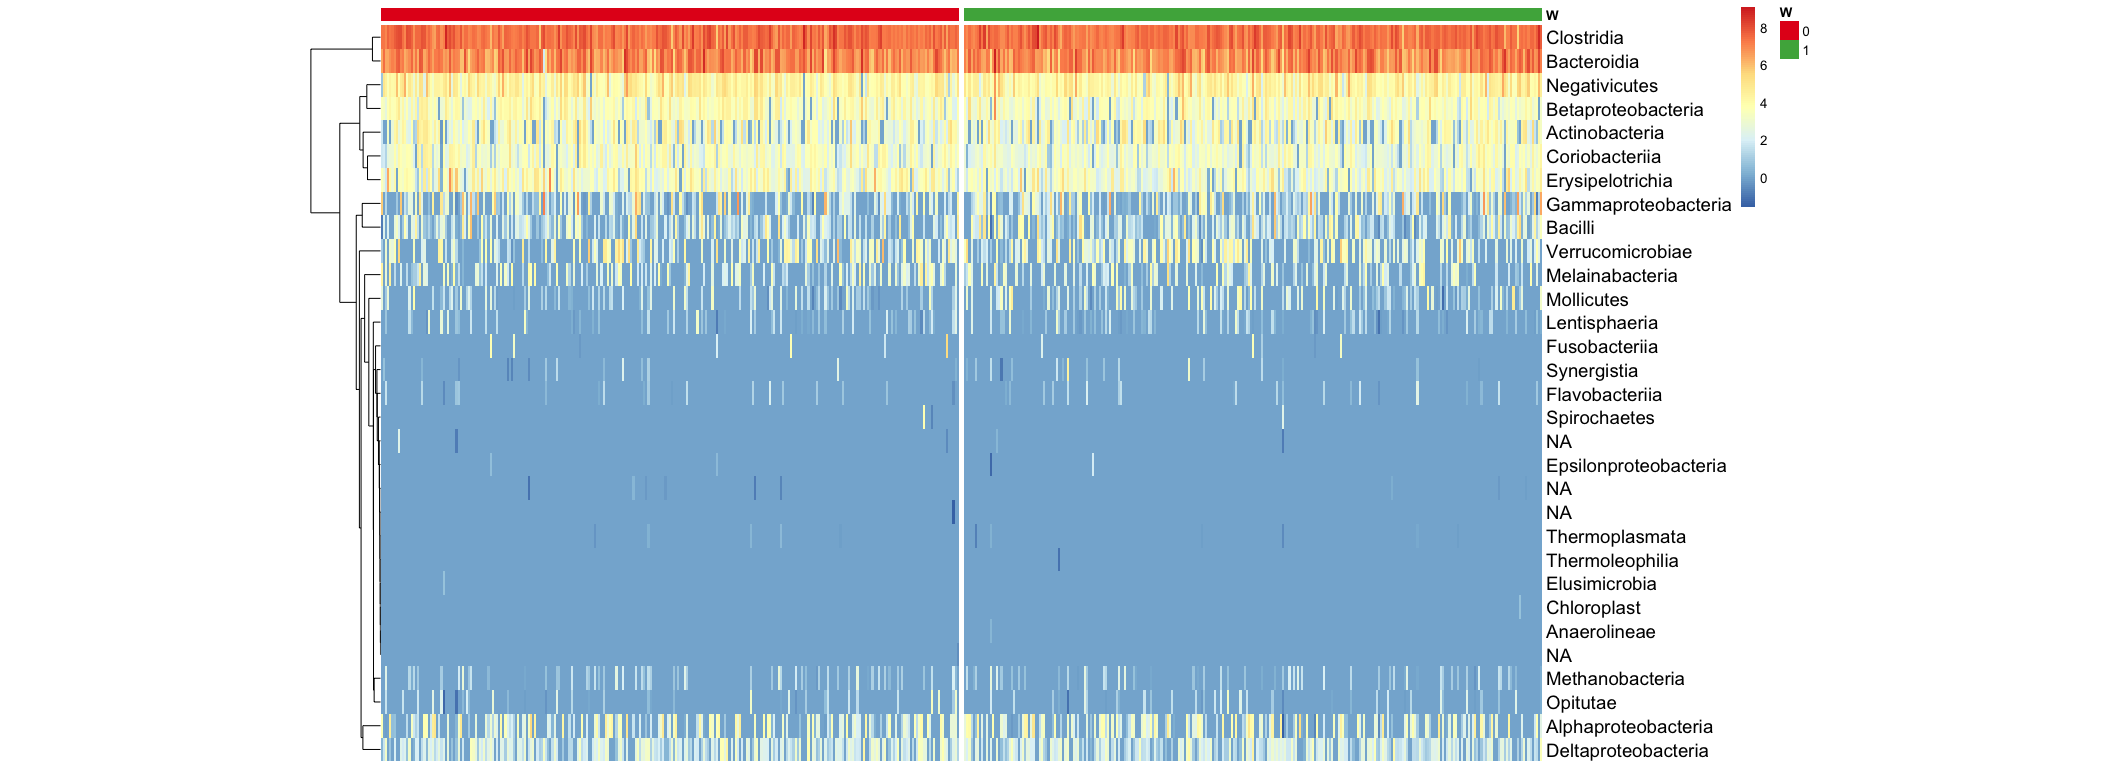 W
Clostridia
Bacteroidia
Negativicutes
Betaproteobacteria
Actinobacteria
Coriobacteriia
Erysipelotrichia
Gammaproteobacteria
Bacilli
Verrucomicrobiae
Melainabacteria
Mollicutes
Lentisphaeria
Fusobacteriia
Synergistia
Flavobacteriia
Spirochaetes
NA
Epsilonproteobacteria
NA
NA
Thermoplasmata
Thermoleophilia
Elusimicrobia
Chloroplast
Anaerolineae
NA
Methanobacteria
Opitutae
Alphaproteobacteria
Deltaproteobacteria
8
6
4
2
0
W
0
1